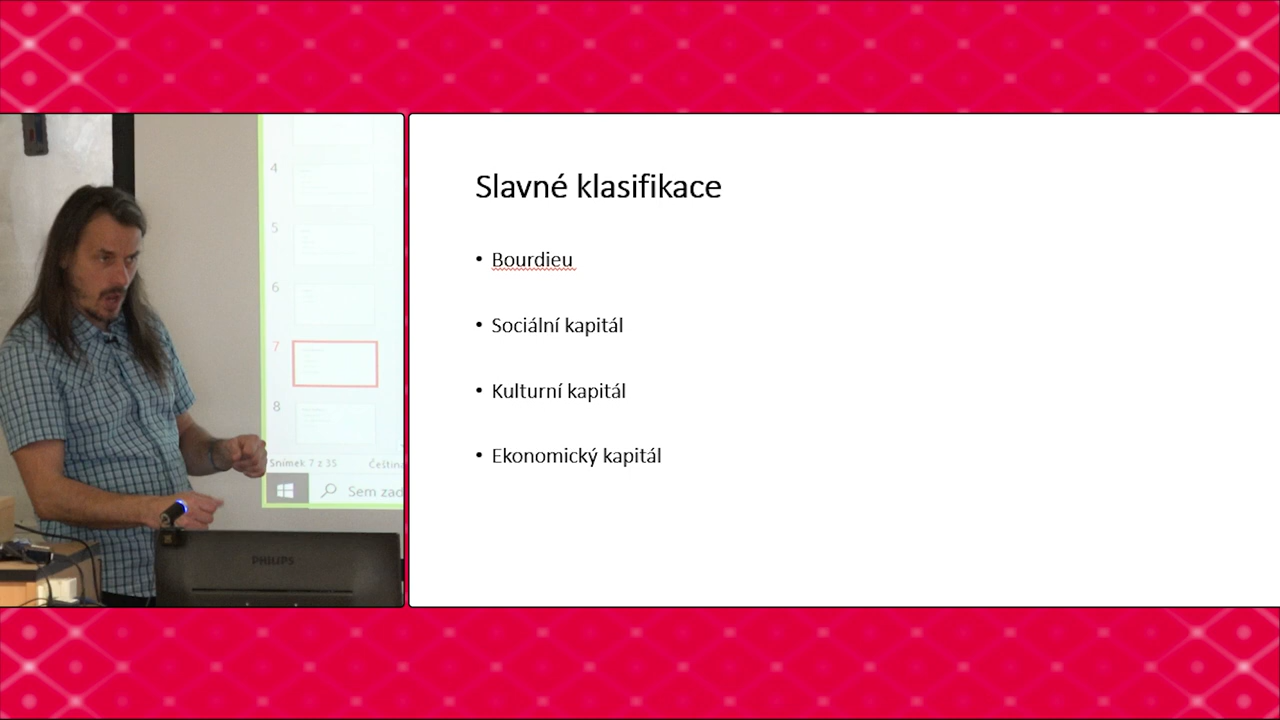 4
5
6
7
8
Snímek 7 z 35
Čeština
Sem zad
PHILIPS
Slavné klasifikace
• Bourdieu
• Sociální kapitál
• Kulturní kapitál
• Ekonomický kapitál